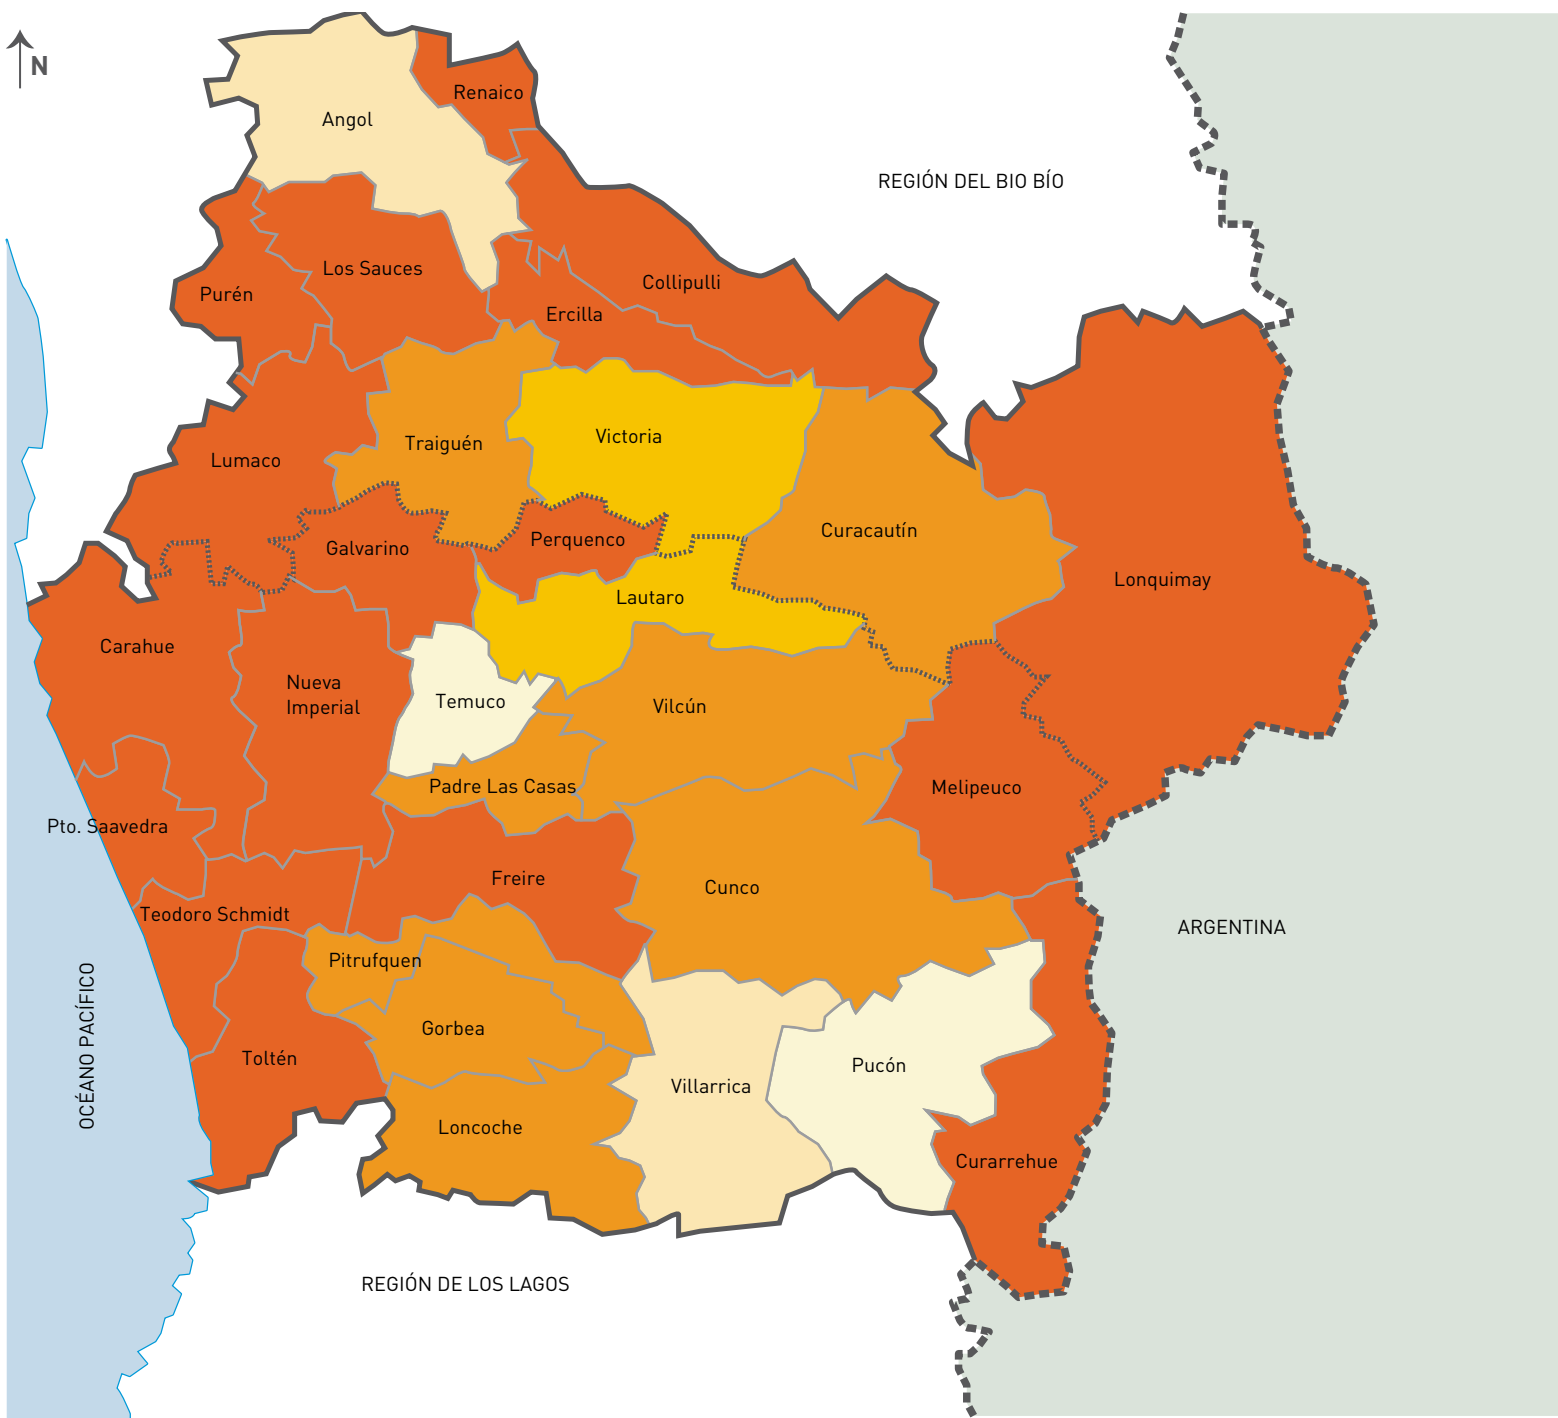 N
Renaico
Angol
REGIÓN DEL BIO BÍO
Los Sauces
Collipulli
Purén
Ercilla
Victoria
Traiguén
Lumaco
Curacautín
Perquenco
Galvarino
Lonquimay
Lautaro
Carahue
Nueva
Imperial
Temuco
Vilcún
Padre Las Casas
Melipeuco
Pto. Saavedra
Freire
Cunco
Teodoro Schmidt
ARGENTINA
Pitrufquen
Gorbea
OCÉANO PACÍFICO
Toltén
Pucón
Villarrica
Loncoche
Curarrehue
REGIÓN DE LOS LAGOS